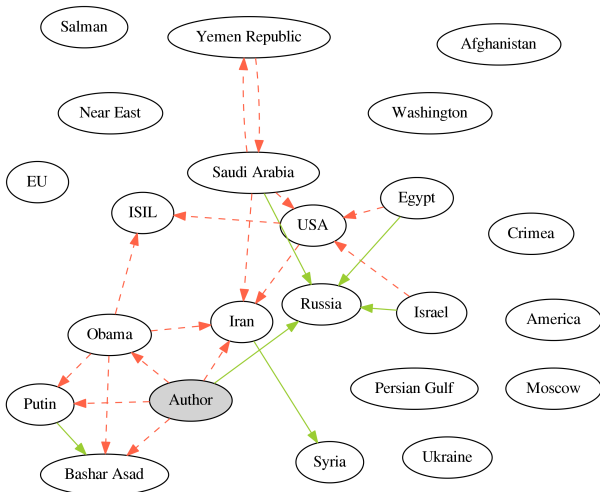 Salman
Yemen Republic
Afghanistan
Near East
Washington
Saudi Arabia
EU
Egypt
ISIL
USA
Crimea
Russia
Israel
Iran
America
Obama
Persian Gulf
Moscow
Author
Putin
Ukraine
Syria
Bashar Asad